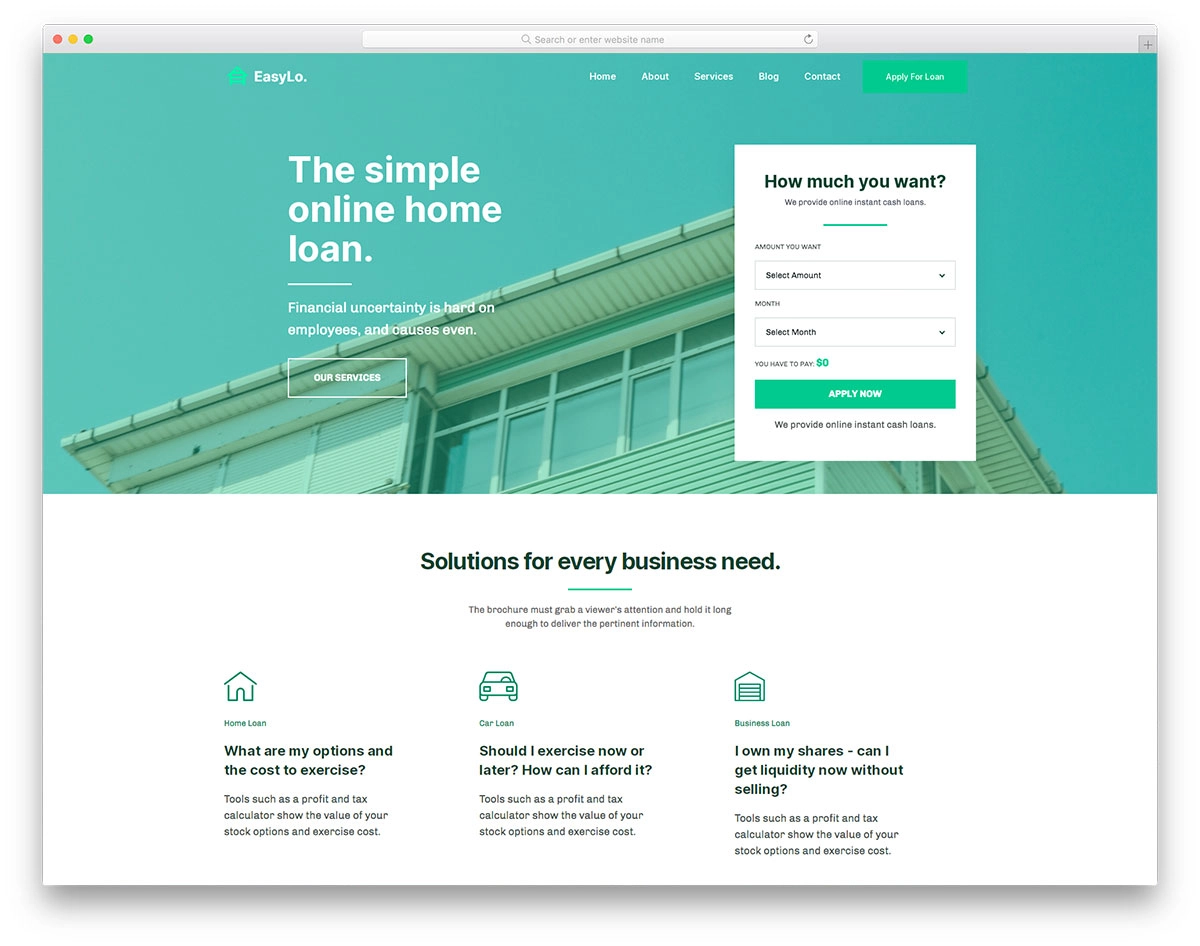 Search or enter website name
EasyLo.
Home
About
Services
Blog
Contact
Apply For Loan
The simple
online home
loan.
Financial uncertainty is hard on
employees, and causes even.
OUR SERVICES
How much you want?
We provide online instant cash loans.
AMOUNT YOU WANT
Select Amount
MONTH
Select Month
YOU HAVE TO PAY: $0
APPLY NOW
We provide online instant cash loans.
Solutions for every business need.
The brochure must grab a viewer's attention and hold it long
enough to deliver the pertinent information.
Home Loan
What are my options and
the cost to exercise?
Tools such as a profit and tax
calculator show the value of your
stock options and exercise cost.
Car Loan
Should I exercise now or
later? How can I afford it?
Tools such as a profit and tax
calculator show the value of your
stock options and exercise cost.
Business Loan
I own my shares - can I
get liquidity now without
selling?
Tools such as a profit and tax
calculator show the value of your
stock options and exercise cost.